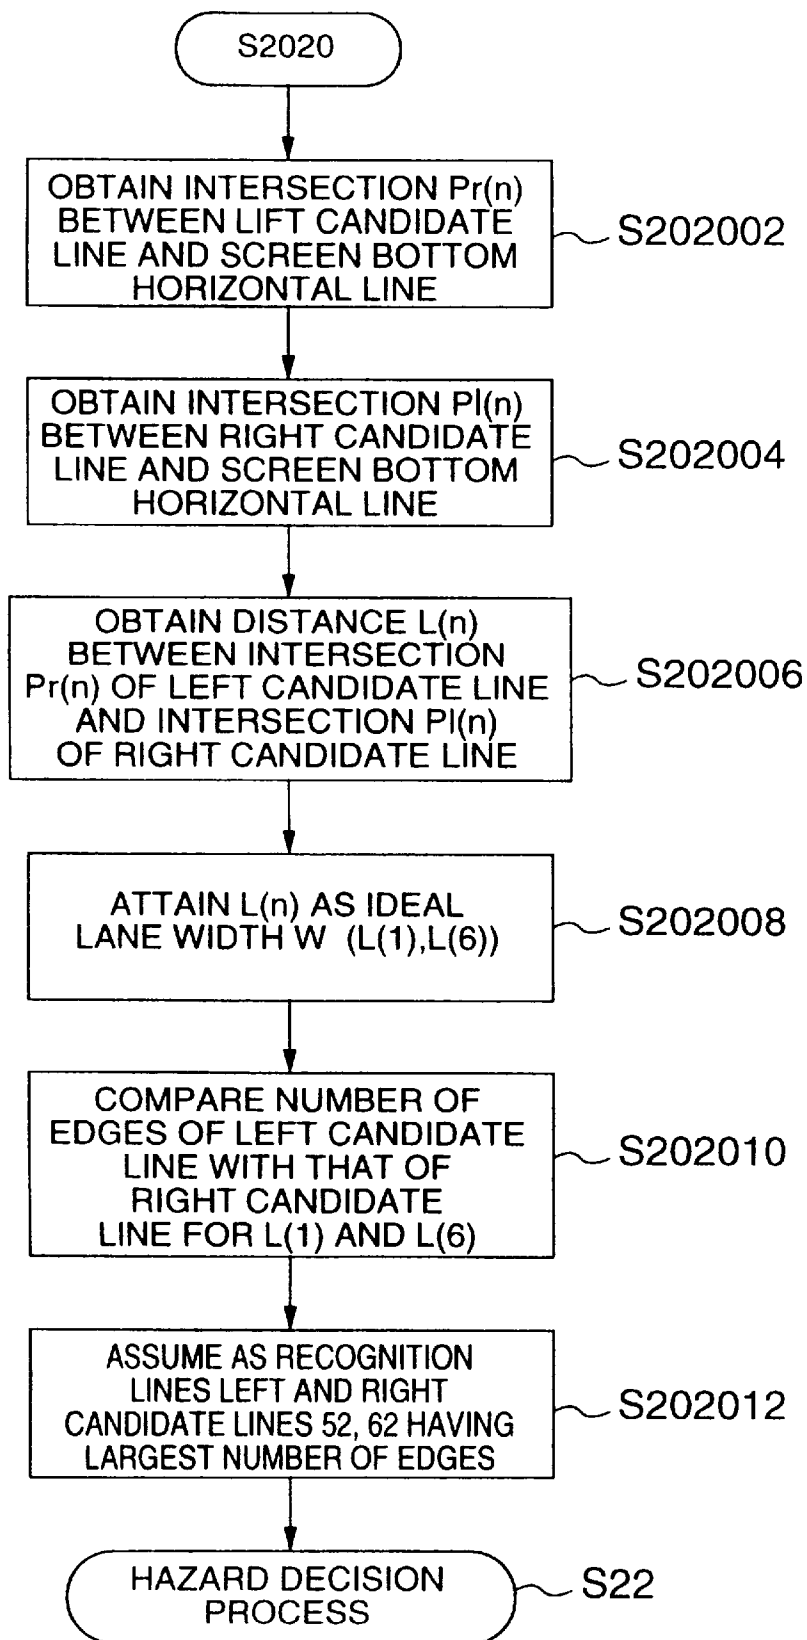 S2020
OBTAIN INTERSECTION Pr(n)
BETWEEN LIFT CANDIDATE
LINE AND SCREEN BOTTOM
HORIZONTAL LINE
S202002
OBTAIN INTERSECTION Pl(n)
BETWEEN RIGHT CANDIDATE
LINE AND SCREEN BOTTOM
HORIZONTAL LINE
S202004
OBTAIN DISTANCE L(n)
BETWEEN INTERSECTION
Pr(n) OF LEFT CANDIDATE LINE
AND INTERSECTION Pl(n)
OF RIGHT CANDIDATE LINE
S202006
ATTAIN L(n) AS IDEAL
LANE WIDTH W (L(1),L(6))
S202008
COMPARE NUMBER OF
EDGES OF LEFT CANDIDATE
LINE WITH THAT OF
RIGHT CANDIDATE
LINE FOR L(1) AND L(6)
S202010
ASSUME AS RECOGNITION
LINES LEFT AND RIGHT
CANDIDATE LINES 52, 62 HAVING
LARGEST NUMBER OF EDGES
S202012
HAZARD DECISION
PROCESS
S22